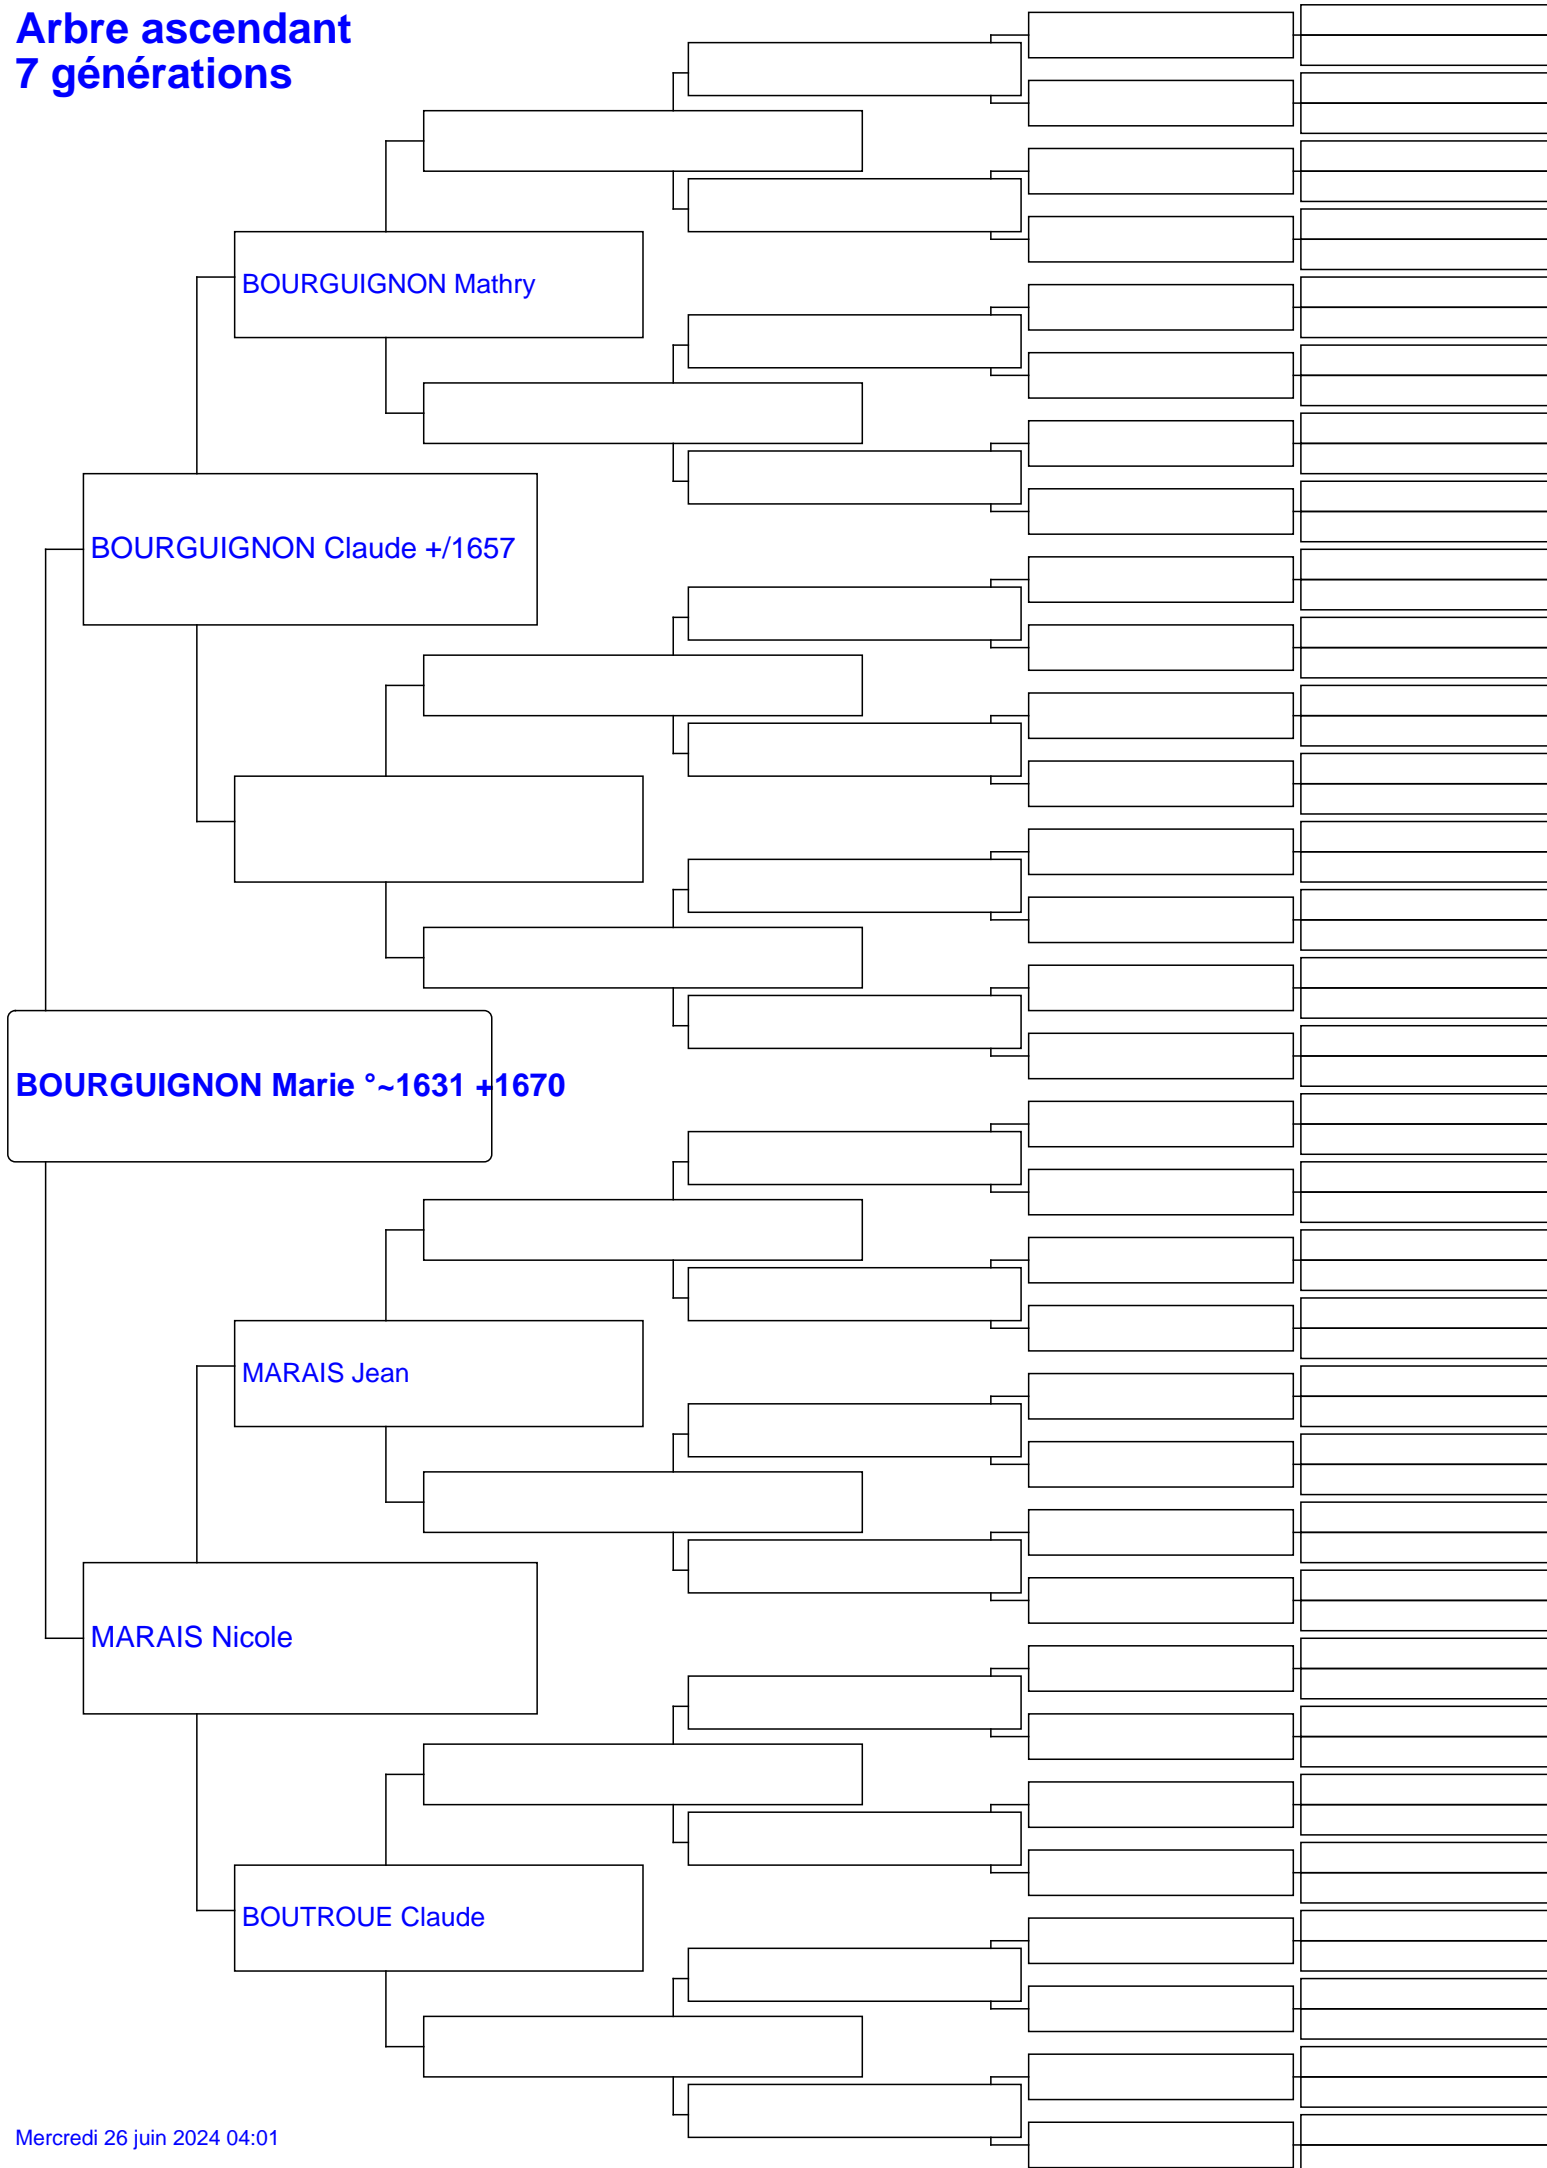 Arbre ascendant
7 générations
BOURGUIGNON Mathry
BOURGUIGNON Claude +/1657
BOURGUIGNON Marie °~1631 +1670
MARAIS Jean
MARAIS Nicole
BOUTROUE Claude
Mercredi 26 juin 2024 04:01